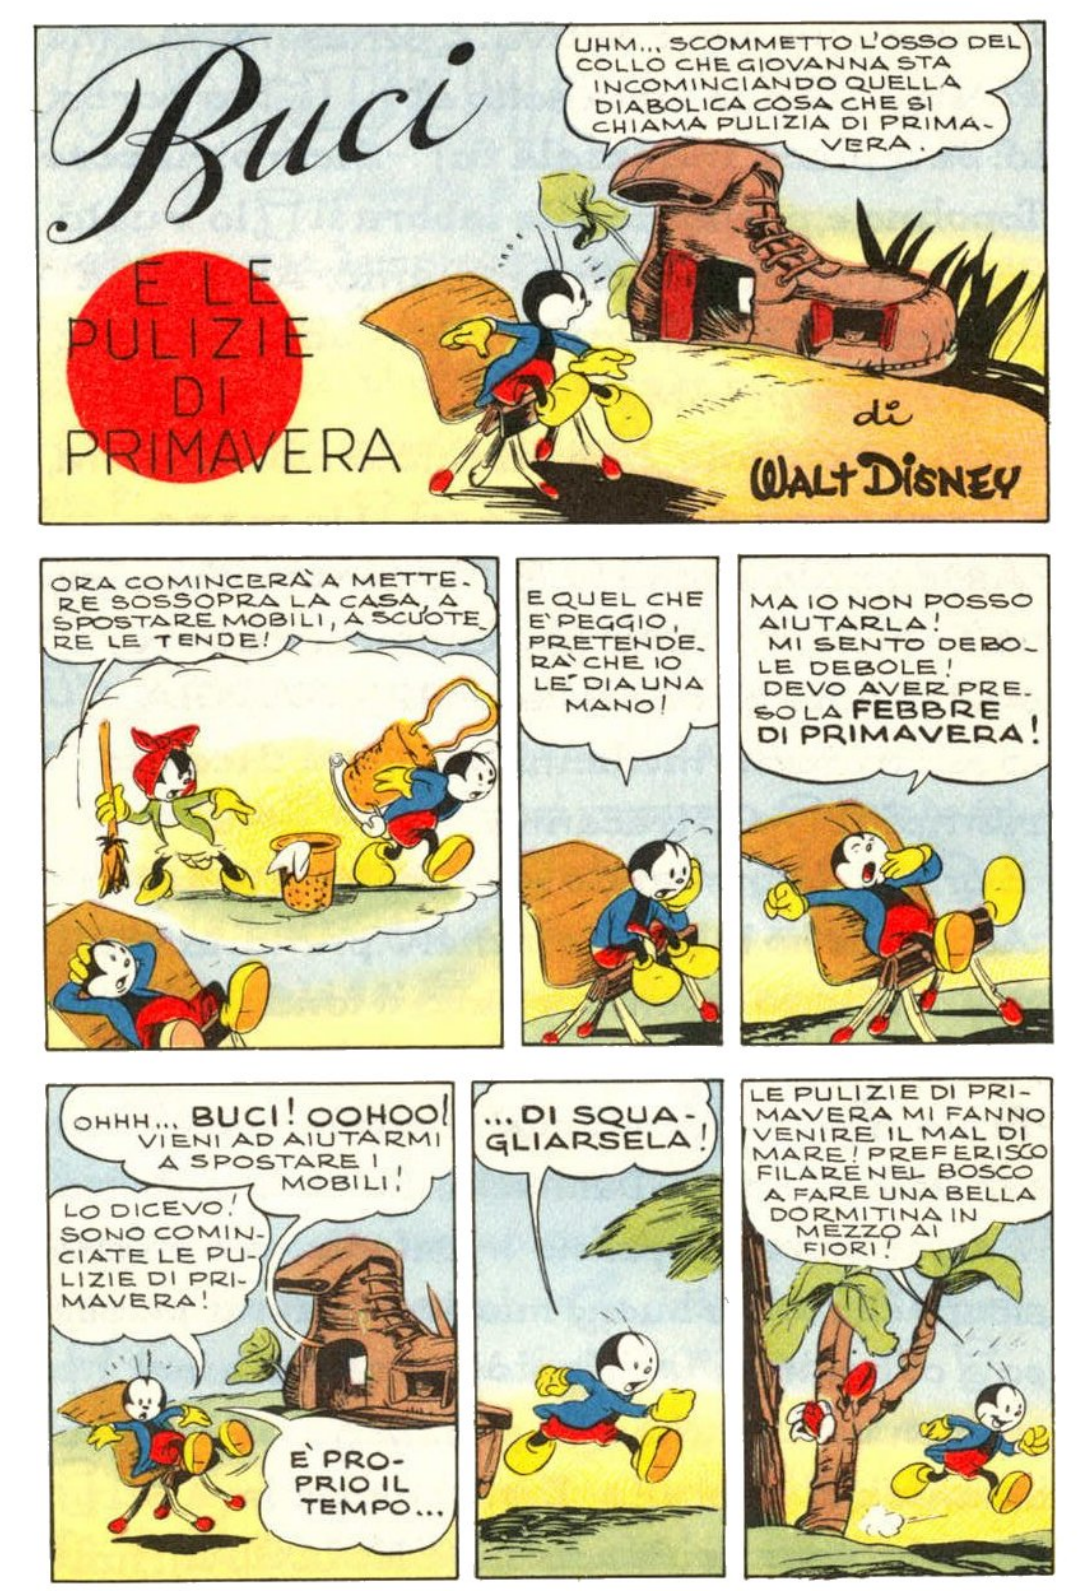 Buci
E LE
PULIZIE
DI
PRIMAVERA
UHM... SCOMMETTO L'OSSO DEL
COLLO CHE GIOVANNA STA
INCOMINCIANDO QUELLA
DIABOLICA COSA CHE SI
CHIAMA PULIZIA DI PRIMA-
VERA.
di
WALT DISNEY
ORA COMINCERA' A METTE-
RE SOSSOPRA LA CASA, A
SPOSTARE MOBILI, A SCUOTE-
RE LE TENDE!
E QUEL CHE
E' PEGGIO,
PRETENDE-
RA' CHE IO
LE' DIA UNA
MANO!
MA IO NON POSSO
AIUTARLA!
MI SENTO DEBO-
LE DEBOLE!
DEVO AVER PRE-
SO LA FEBBRE
DI PRIMAVERA!
OHHH... BUCI! OOHOO!
VIENI AD AIUTARMI
A SPOSTARE I
MOBILI!
LO DICEVO!
SONO COMIN-
CIATE LE PU-
LIZIE DI PRI-
MAVERA!
È PRO-
PRIO IL
TEMPO...
...DI SQUA-
GLIARSELA!
LE PULIZIE DI PRI-
MAVERA MI FANNO
VENIRE IL MAL DI
MARE! PREFERISCO
FILARE NEL BOSCO
A FARE UNA BELLA
DORMITINA IN
MEZZO AI
FIORI!